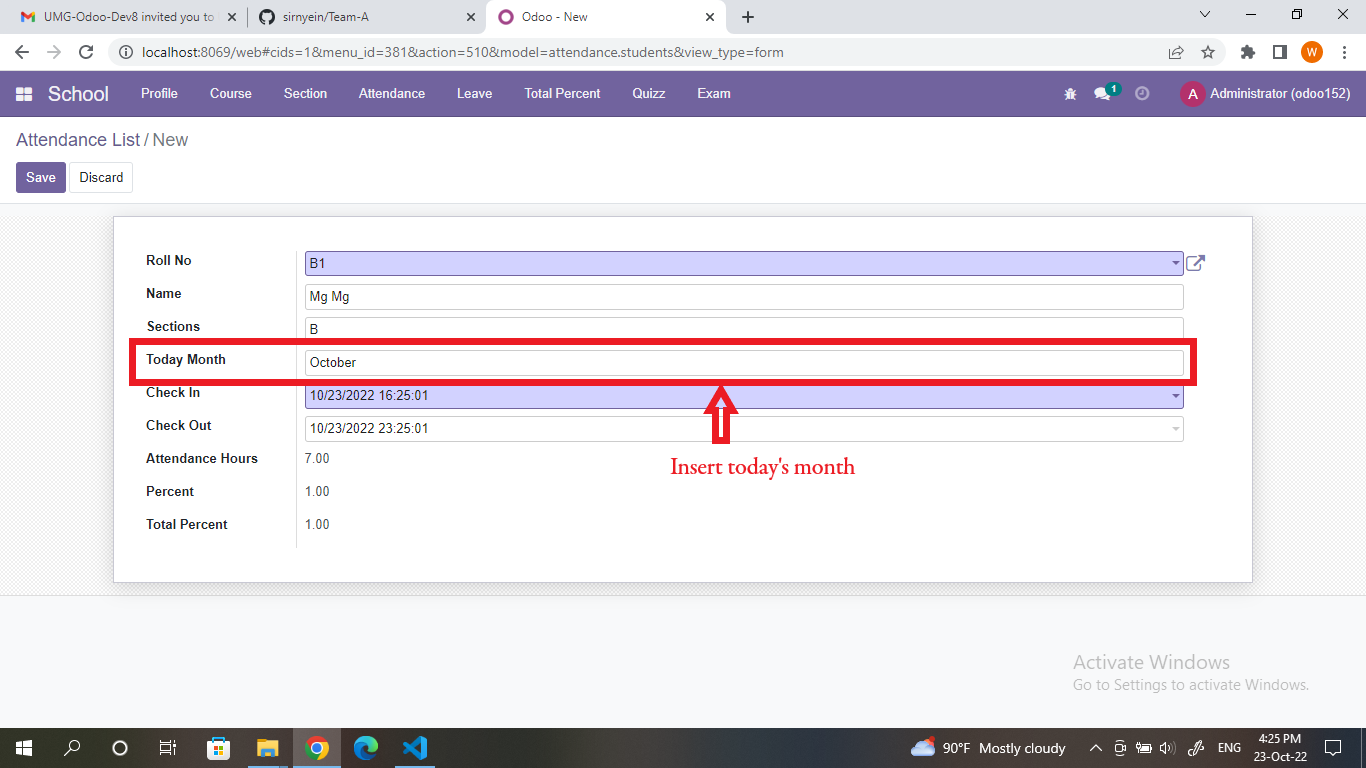 UMG-Odoo-Dev8 invited you to
sirnyein/Team-A
Odoo - New
localhost:8069/web#cids=1&menu_id=381&action=510&model=attendance.students&view_type=form
W
School
Profile
Course
Section
Attendance
Leave
Total Percent
Quizz
Exam
1
A
Administrator (odoo152)
Attendance List / New
Save
Discard
Roll No
B1
Name
Mg Mg
Sections
B
Today Month
October
Check In
10/23/2022 16:25:01
Check Out
10/23/2022 23:25:01
Insert today's month
Attendance Hours
7.00
Percent
1.00
Total Percent
1.00
Activate Windows
Go to Settings to activate Windows.
90°F Mostly cloudy
ENG
4:25 PM
23-Oct-22